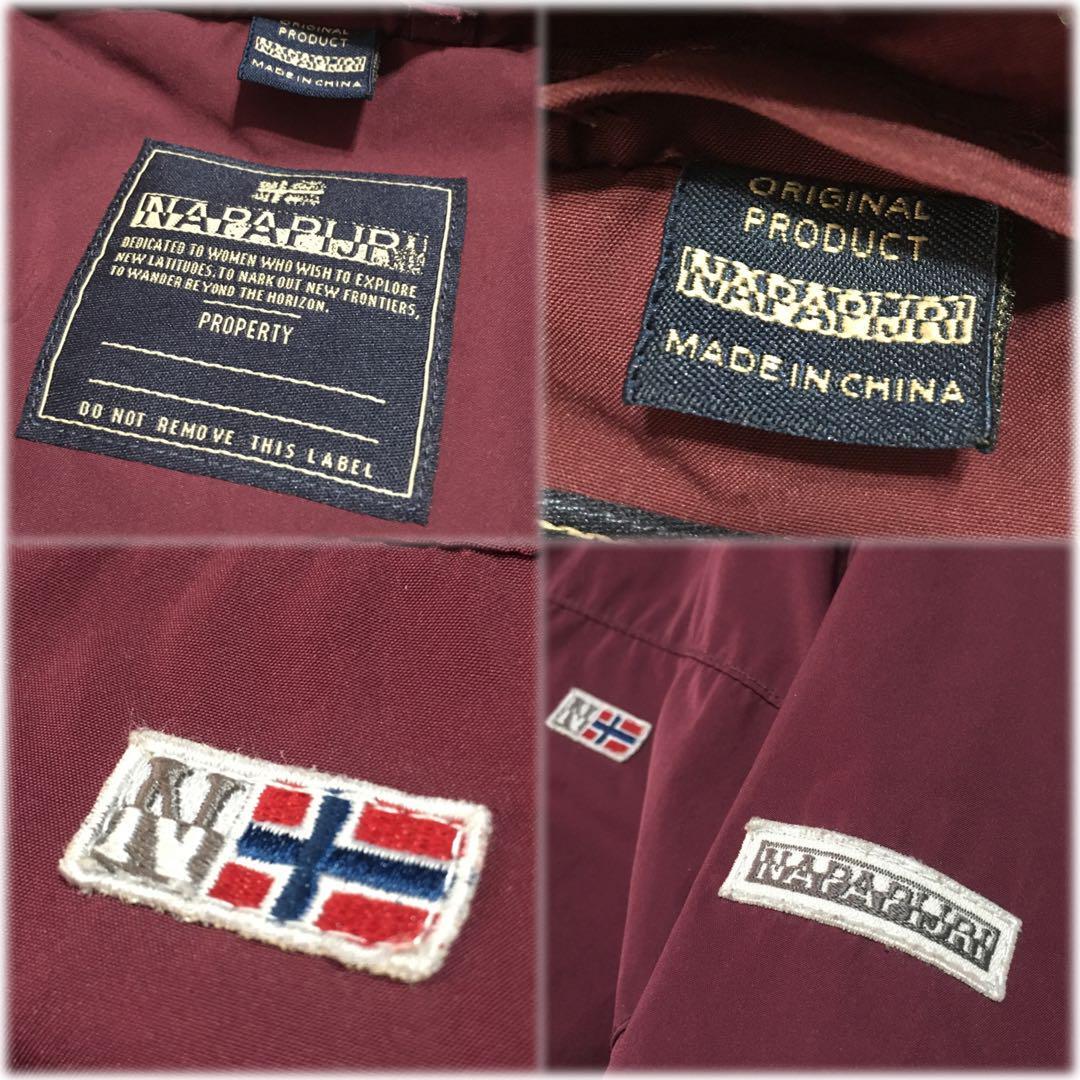 ORIGINAL
PRODUCT
NAPAPIJRI
MADE IN CHINA
NAPAPIJRI
DEDICATED TO WOMEN WHO WISH TO EXPLORE
NEW LATITUDES, TO NARK OUT NEW FRONTIERS,
TO WANDER BEYOND THE HORIZON.
PROPERTY
DO NOT REMOVE THIS LABEL
ORIGINAL
PRODUCT
NAPAPIJRI
MADE IN CHINA
N
N
NAPAPIJRI